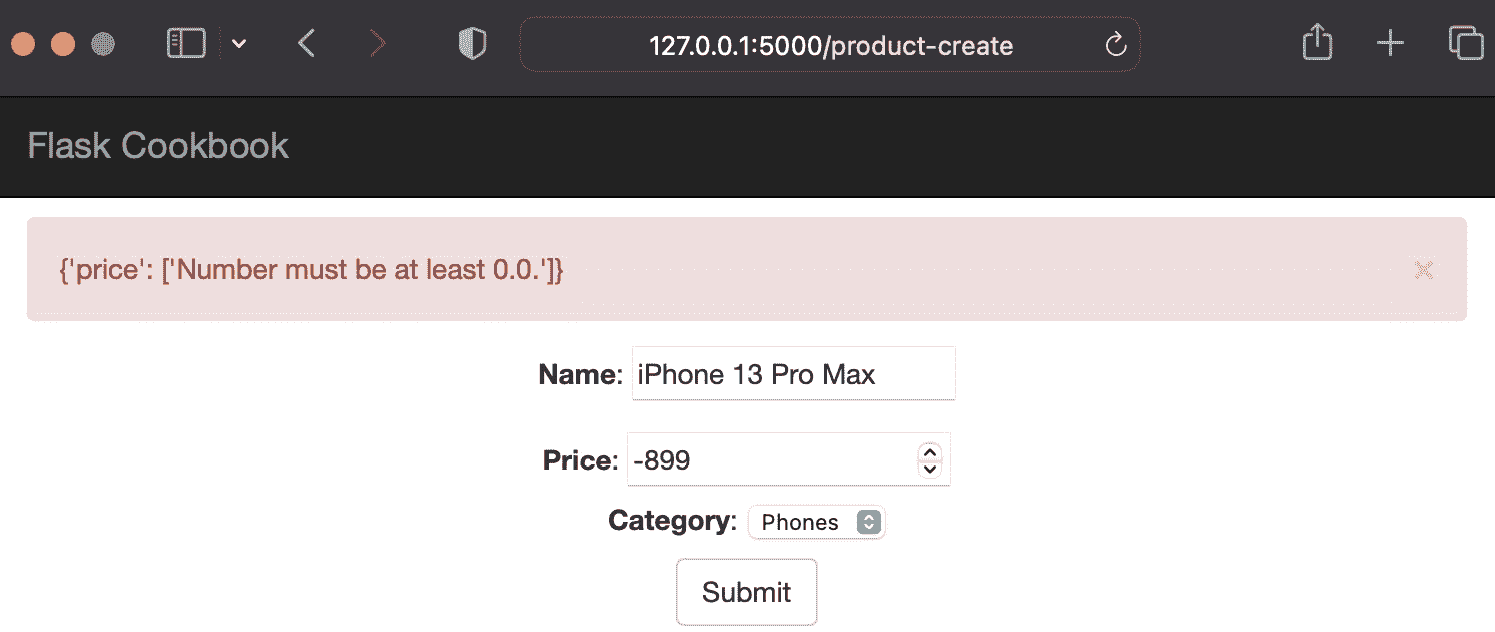 127.0.0.1:5000/product-create
Flask Cookbook
{'price': ['Number must be at least 0.0.']}
Name: iPhone 13 Pro Max
Price: -899
Category: Phones
Submit